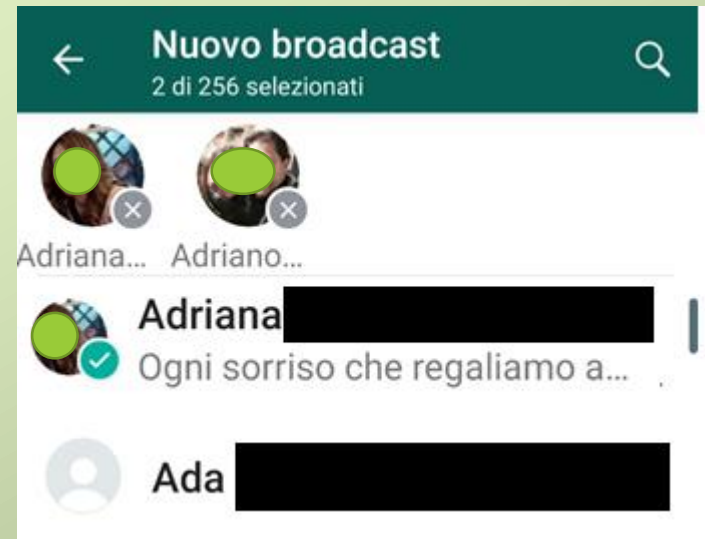 Nuovo broadcast
2 di 256 selezionati
Adriana... Adriano...
Adriana
Ogni sorriso che regaliamo a...
Ada